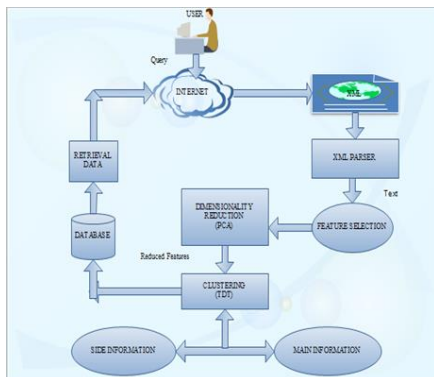 USER
Query
INTERNET
XML
XML PARSER
Text
FEATURE SELECTION
DIMENSIONALITY
REDUCTION
(PCA)
Reduced Features
CLUSTERING
(TDT)
SIDE INFORMATION
MAIN INFORMATION
DATABASE
RETRIEVAL
DATA